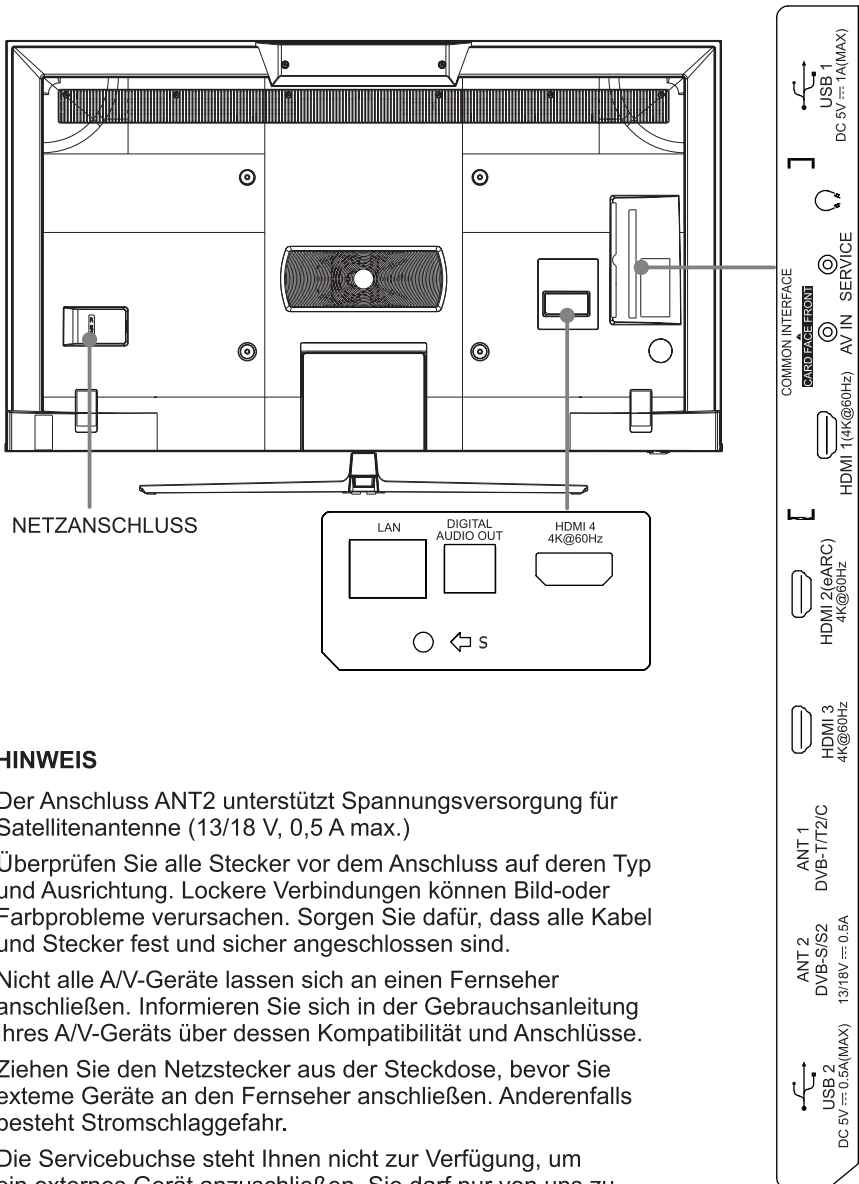 NETZANSCHLUSS
LAN
DIGITAL
AUDIO OUT
HDMI 4
4K@60Hz
S
USB 1
DC 5V ⎓ 1A(MAX)
COMMON INTERFACE
CARD FACE FRONT
SERVICE
AV IN
HDMI 1(4K@60Hz)
HDMI 2(eARC)
4K@60Hz
HDMI 3
4K@60Hz
ANT 1
DVB-T/T2/C
ANT 2
DVB-S/S2
13/18V ⎓ 0.5A
USB 2
DC 5V ⎓ 0.5A(MAX)
HINWEIS
Der Anschluss ANT2 unterstützt Spannungsversorgung für
Satellitenantenne (13/18 V, 0,5 A max.)
Überprüfen Sie alle Stecker vor dem Anschluss auf deren Typ
und Ausrichtung. Lockere Verbindungen können Bild-oder
Farbprobleme verursachen. Sorgen Sie dafür, dass alle Kabel
und Stecker fest und sicher angeschlossen sind.
Nicht alle A/V-Geräte lassen sich an einen Fernseher
anschließen. Informieren Sie sich in der Gebrauchsanleitung
Ihres A/V-Geräts über dessen Kompatibilität und Anschlüsse.
Ziehen Sie den Netzstecker aus der Steckdose, bevor Sie
exteme Geräte an den Fernseher anschließen. Anderenfalls
besteht Stromschlaggefahr.
Die Servicebuchse steht Ihnen nicht zur Verfügung, um
ein externes Gerät anzuschließen. Sie darf nur von uns zu